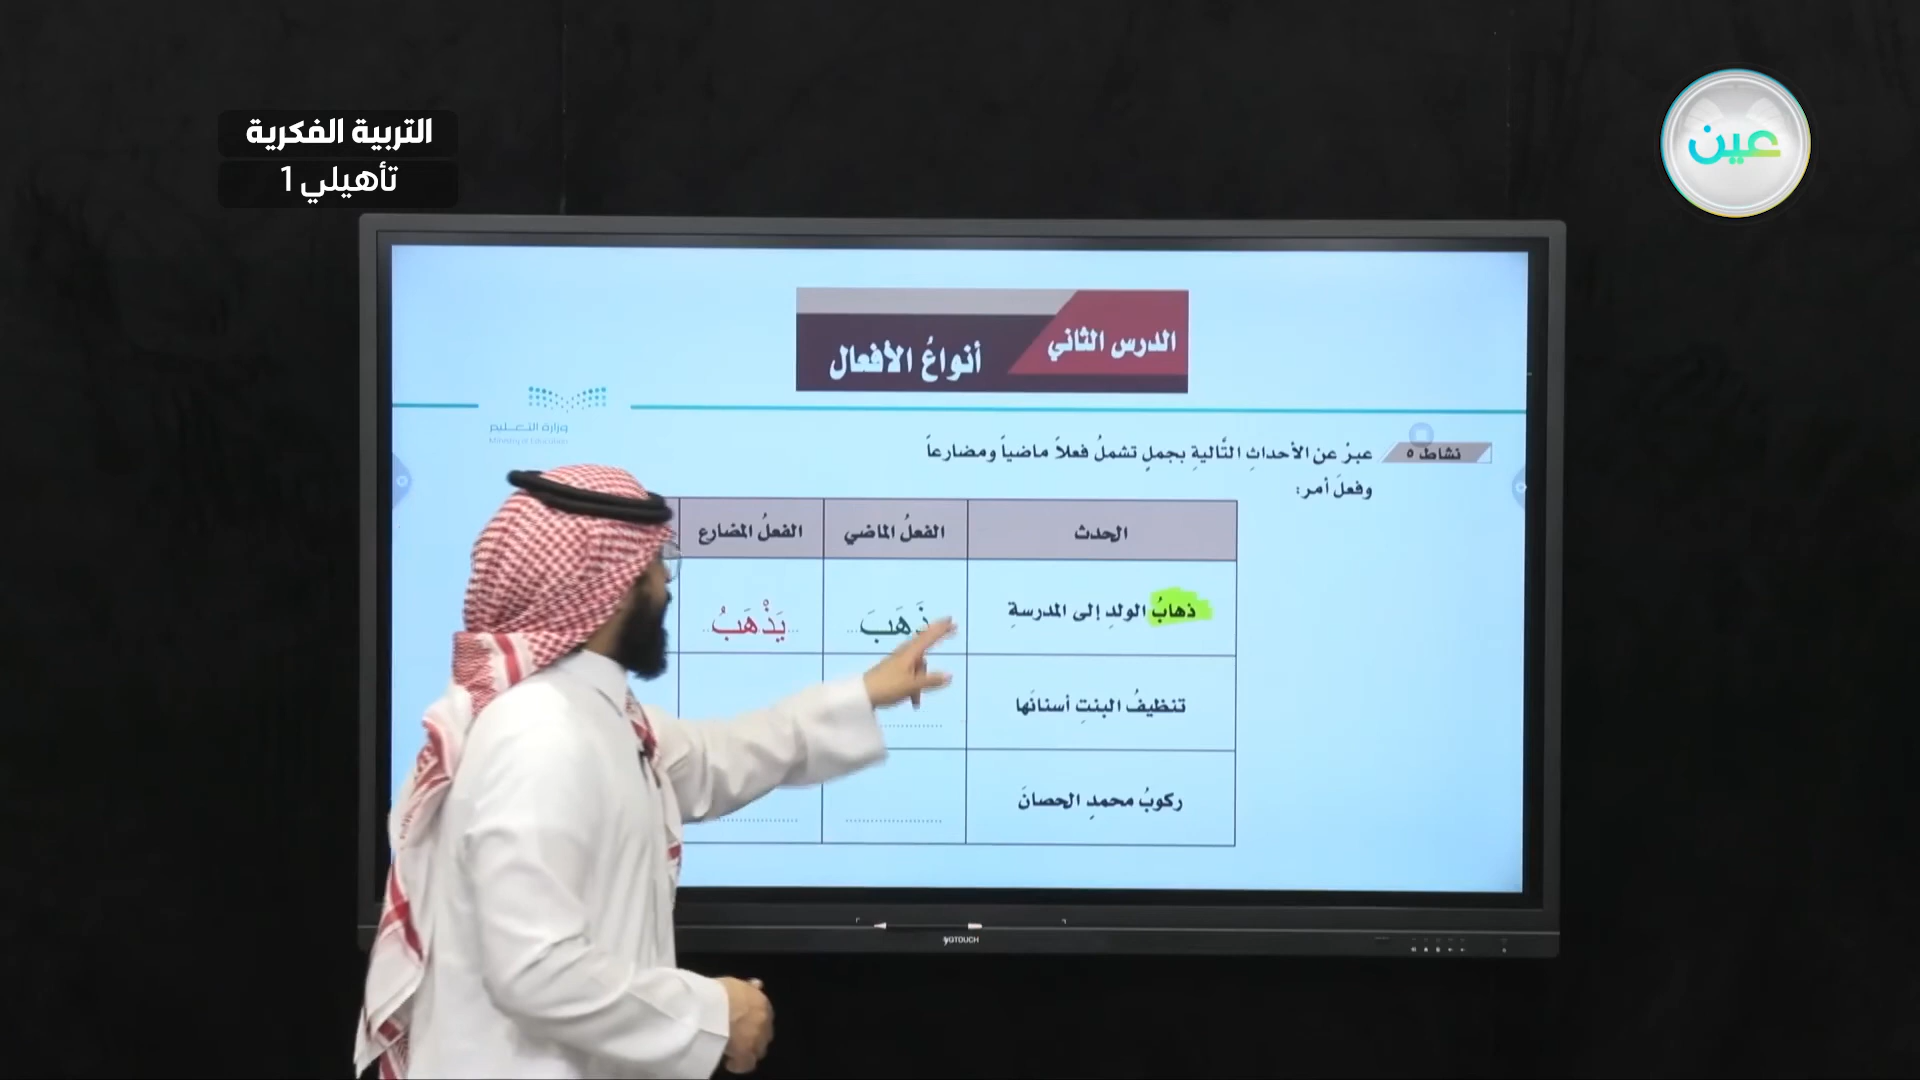 التربية الفكرية
تأهيلي 1
عين
الدرس الثاني
أنواعُ الأفعال
وزارة التعليم
Ministry of Education
نشاط ٥
عبرْ عن الأحداثِ التَّاليةِ بجملٍ تشملُ فعلاً ماضياً ومضارعاً
وفعلَ أمر:
الحدث الفعلُ الماضي الفعلُ المضارع
ذهابُ الولدِ إلى المدرسةِ ذَهَبَ يَذْهَبُ
تنظيفُ البنتِ أسنانَها
ركوبُ محمدٍ الحصانَ